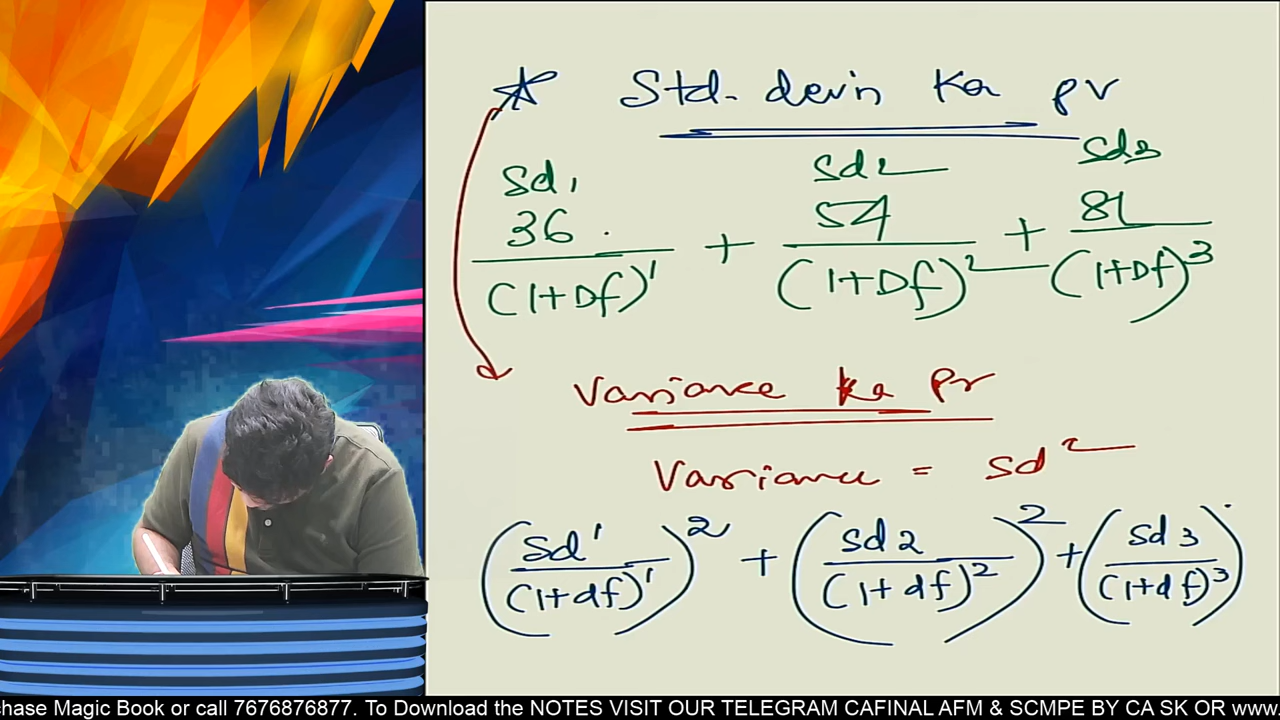 Std. devin Ka pv
sd1 sd2 sd3
36 + 54 + 81
(1+Df)¹ (1+Df)² (1+Df)³
Variance Ka Pv
Variance = sd²
(sd1/(1+df)¹)² + (sd2/(1+df)²)² + (sd3/(1+df)³)
chase Magic Book or call 7676876877. To Download the NOTES VISIT OUR TELEGRAM CAFINAL AFM & SCMPE BY CA SK OR www.